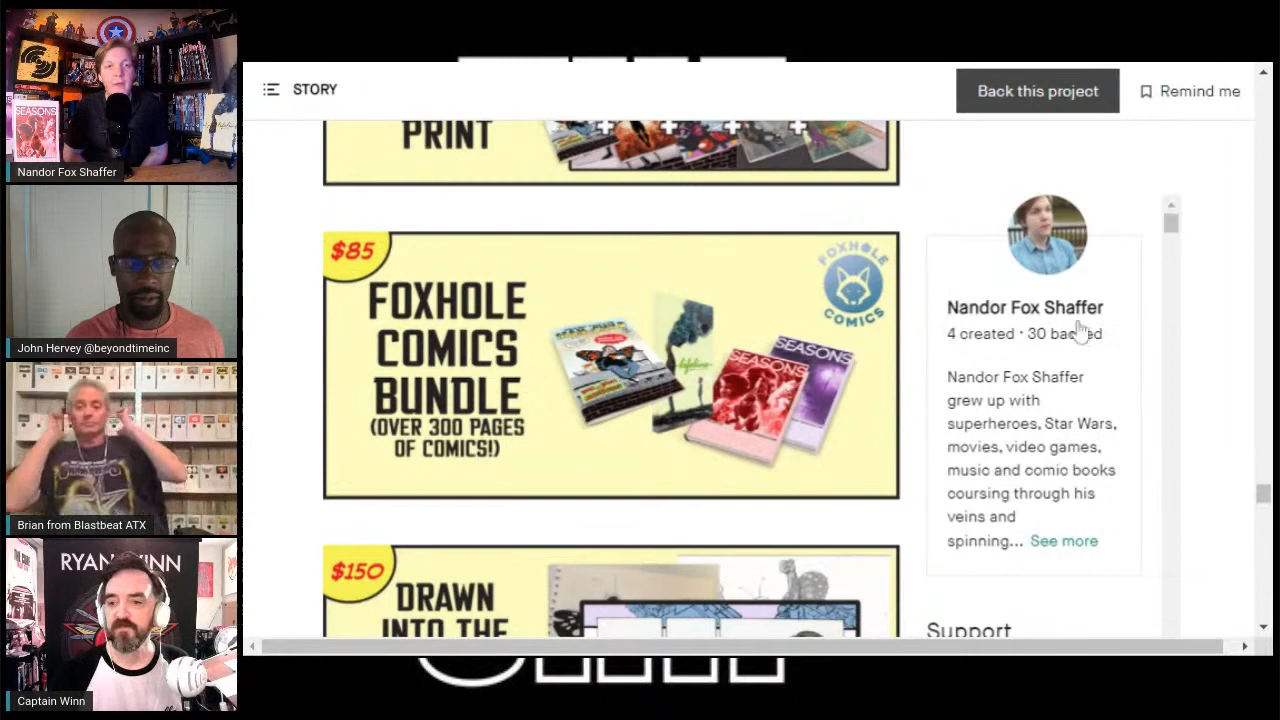 SEASONS
Nandor Fox Shaffer
John Hervey @beyondtimeinc
Brian from Blastbeat ATX
RYAN WINN
Captain Winn
STORY
Back this project
Remind me
PRINT
$85
FOXHOLE
COMICS
BUNDLE
(OVER 300 PAGES
OF COMICS!)
FOXHOLE
COMICS
lifeline
SEASONS
SEASONS
$150
DRAWN
INTO THE
Nandor Fox Shaffer
4 created · 30 backed
Nandor Fox Shaffer
grew up with
superheroes, Star Wars,
movies, video games,
music and comic books
coursing through his
veins and
spinning... See more
Support